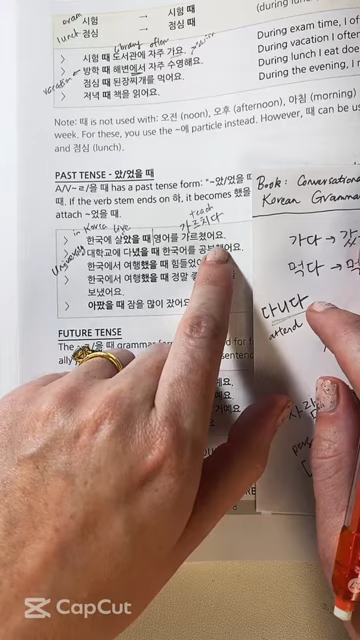 exam
시험 → 시험 때
lunch 점심 → 점심 때
library often
> 시험 때 도서관에 자주 가요. swim
vacation > 방학 때 해변에서 자주 수영해요.
> 점심 때 된장찌개를 먹어요.
> 저녁 때 책을 읽어요.
During exam time, I
During vacation I often
During lunch I eat doe
During the evening, I r
Note: 때 is not used with: 오전 (noon), 오후 (afternoon), 아침 (morning)
week. For these, you use the ~에 particle instead. However, 때 can be us
and 점심 (lunch).
PAST TENSE - 았/었을 때
A/V~ㄹ/을 때 has a past tense form: "~았/었을 때
때. If the verb stem ends on 하, it becomes 했을
attach ~었을 때.
teach
가르치다
in Korea live
> 한국에 살았을 때 영어를 가르쳤어요.
University > 대학교에 다녔을 때 한국어를 공부했어요.
> 한국에서 여행했을 때 힘들었어
> 한국에서 여행했을 때 정말
보냈어요.
> 아팠을 때 잠을 많이 잤어요.
FUTURE TENSE
The
ally
Book: Conversational
Korean Grammar
가다 → 갔
먹다 →
다니다
attend
사람
CapCut